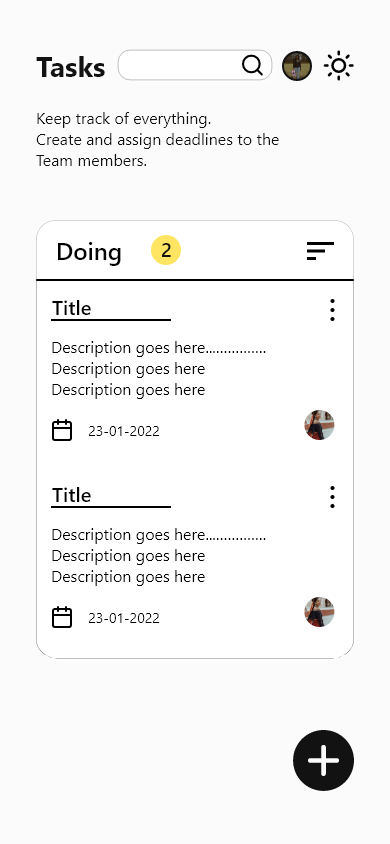 Tasks
Keep track of everything.
Create and assign deadlines to the
Team members.
Doing 2
Title
Description goes here...............
Description goes here
Description goes here
23-01-2022
Title
Description goes here...............
Description goes here
Description goes here
23-01-2022